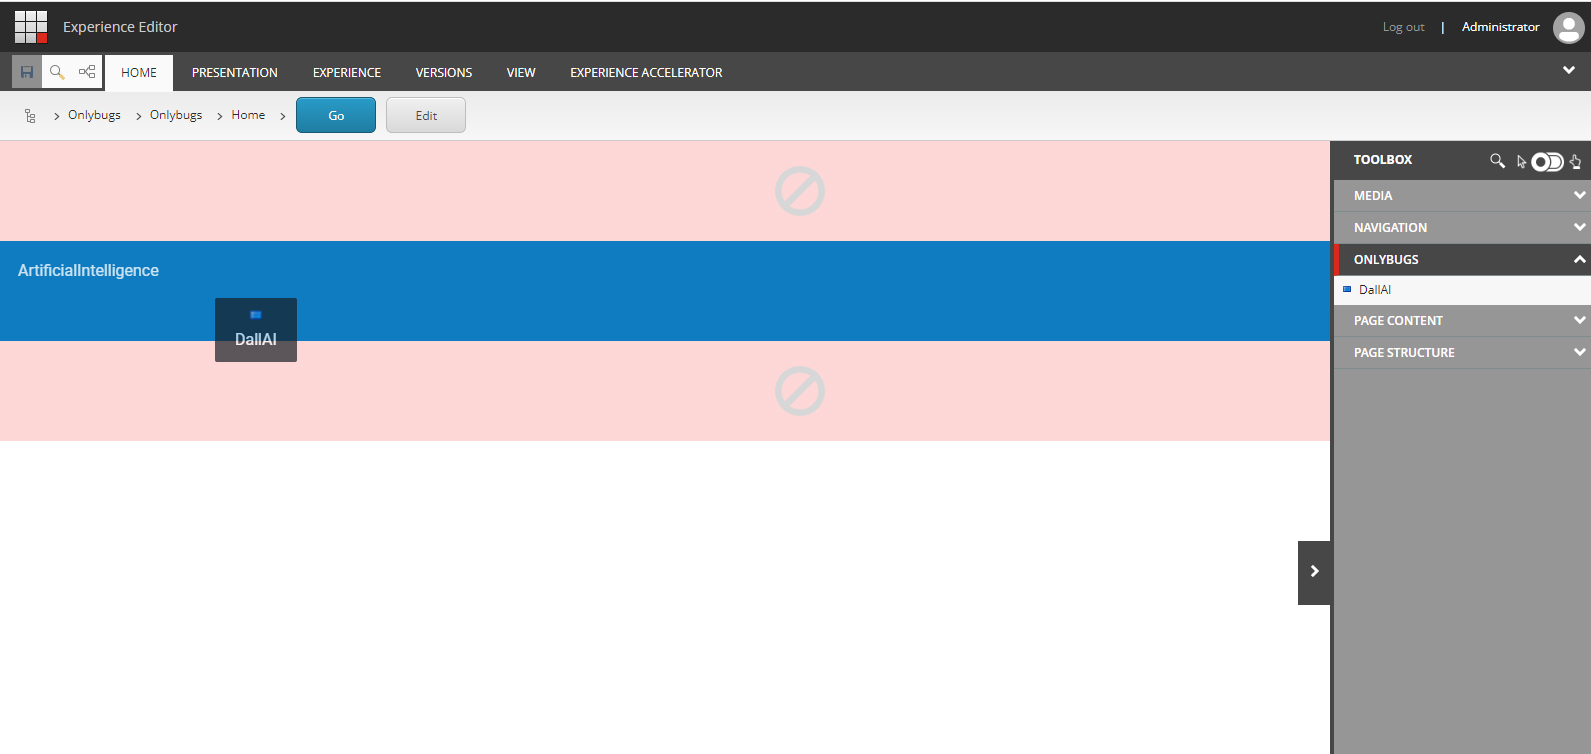 Experience Editor
Log out | Administrator
HOME PRESENTATION EXPERIENCE VERSIONS VIEW EXPERIENCE ACCELERATOR
Onlybugs Onlybugs Home Go Edit
TOOLBOX
MEDIA
NAVIGATION
ONLYBUGS
DallAI
PAGE CONTENT
PAGE STRUCTURE
ArtificialIntelligence
DallAI